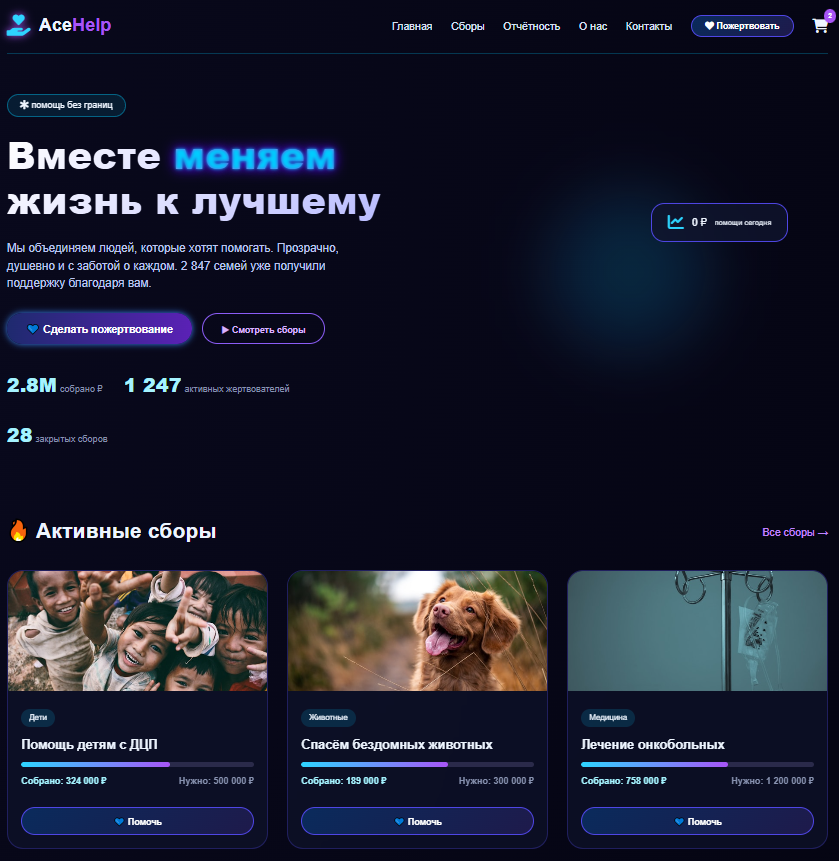 AceHelp
Главная Сборы Отчётность О нас Контакты Пожертвовать 2
помощь без границ
Вместе меняем
жизнь к лучшему
0 ₽ помощи сегодня
Мы объединяем людей, которые хотят помогать. Прозрачно,
душевно и с заботой о каждом. 2 847 семей уже получили
поддержку благодаря вам.
Сделать пожертвование
Смотреть сборы
2.8M собрано ₽ 1 247 активных жертвователей
28 закрытых сборов
Активные сборы
Все сборы →
Дети
Помощь детям с ДЦП
Собрано: 324 000 ₽ Нужно: 500 000 ₽
Помочь
Животные
Спасём бездомных животных
Собрано: 189 000 ₽ Нужно: 300 000 ₽
Помочь
Медицина
Лечение онкобольных
Собрано: 758 000 ₽ Нужно: 1 200 000 ₽
Помочь